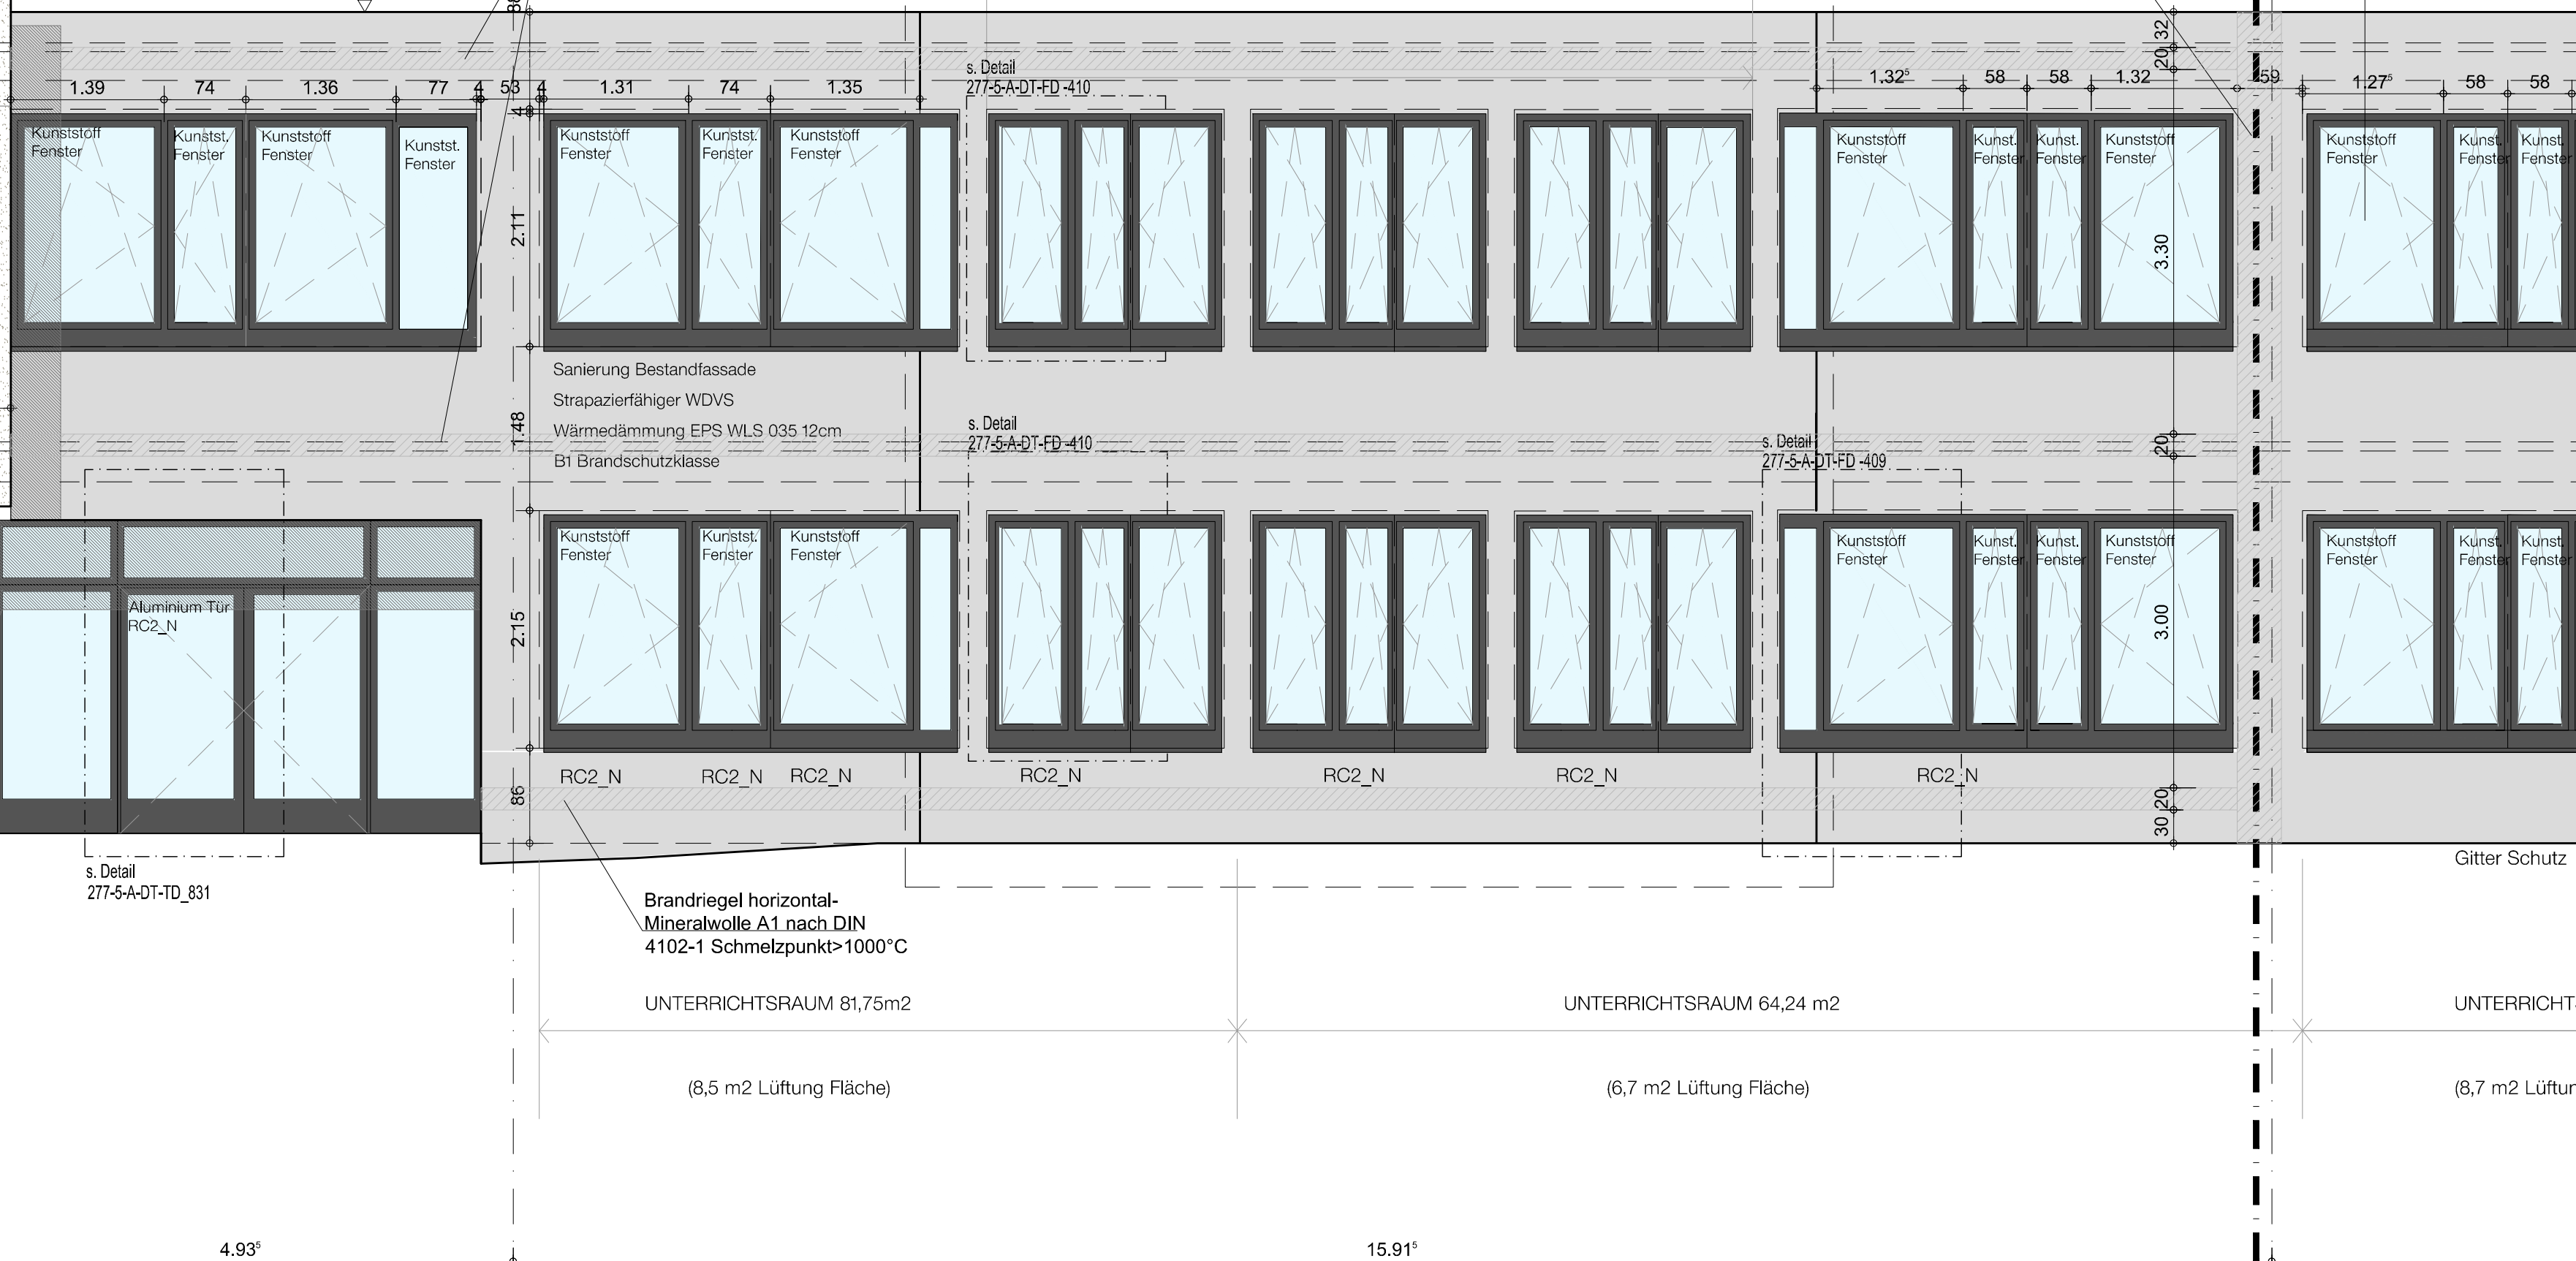 32
20
s. Detail
277-5-A-DT-FD -410
1.39 74 1.36 77 4 53 4 1.31 74 1.35
1.32⁵ 58 58 1.32 59 1.27⁵ 58 58
4
Kunststoff
Fenster
Kunstst.
Fenster
Kunststoff
Fenster
Kunstst.
Fenster
Kunststoff
Fenster
Kunstst.
Fenster
Kunststoff
Fenster
Kunststoff
Fenster
Kunst.
Fenster
Kunst.
Fenster
Kunststoff
Fenster
Kunststoff
Fenster
Kunst.
Fenster
Kunst.
Fenster
2.11
3.30
Sanierung Bestandfassade
Strapazierfähiger WDVS
Wärmedämmung EPS WLS 035 12cm
B1 Brandschutzklasse
1.48
s. Detail
277-5-A-DT-FD -410
s. Detail
277-5-A-DT-FD -409
20
Kunststoff
Fenster
Kunstst.
Fenster
Kunststoff
Fenster
Kunststoff
Fenster
Kunst.
Fenster
Kunst.
Fenster
Kunststoff
Fenster
Kunststoff
Fenster
Kunst.
Fenster
Kunst.
Fenster
Aluminium Tür
RC2_N
2.15
3.00
RC2_N RC2_N RC2_N RC2_N RC2_N RC2_N RC2_N
86
20
30
s. Detail
277-5-A-DT-TD_831
Gitter Schutz
Brandriegel horizontal-
Mineralwolle A1 nach DIN
4102-1 Schmelzpunkt>1000°C
UNTERRICHTSRAUM 81,75m2
UNTERRICHTSRAUM 64,24 m2
UNTERRICHT
(8,5 m2 Lüftung Fläche)
(6,7 m2 Lüftung Fläche)
(8,7 m2 Lüftun
4.93⁵
15.91⁵